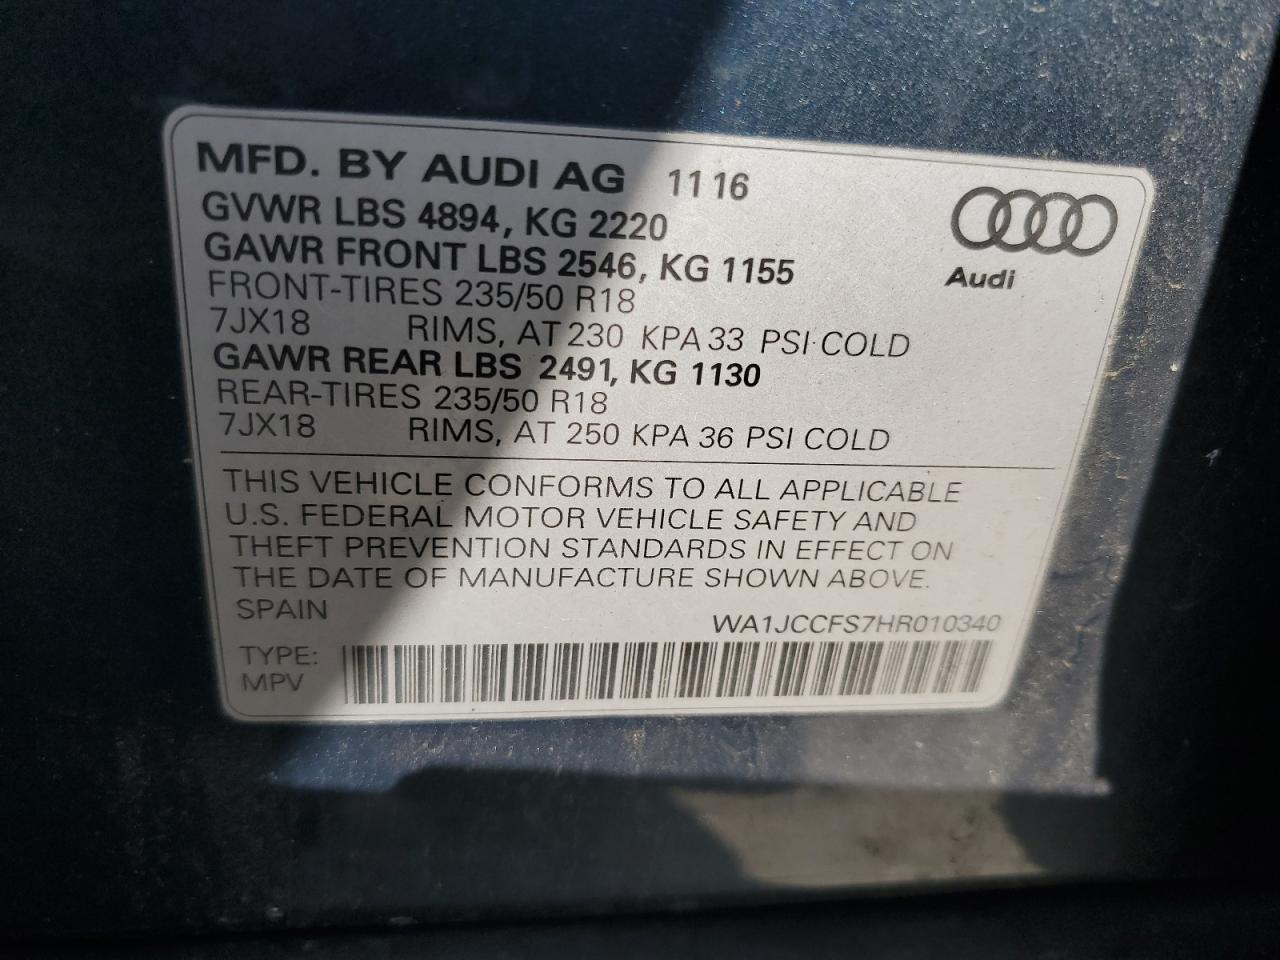 MFD. BY AUDI AG 11 16
GVWR LBS 4894, KG 2220
GAWR FRONT LBS 2546, KG 1155
FRONT-TIRES 235/50 R18
7JX18 RIMS, AT 230 KPA 33 PSI COLD
GAWR REAR LBS 2491, KG 1130
REAR-TIRES 235/50 R18
7JX18 RIMS, AT 250 KPA 36 PSI COLD
Audi
THIS VEHICLE CONFORMS TO ALL APPLICABLE
U.S. FEDERAL MOTOR VEHICLE SAFETY AND
THEFT PREVENTION STANDARDS IN EFFECT ON
THE DATE OF MANUFACTURE SHOWN ABOVE.
SPAIN WA1JCCFS7HR010340
TYPE:
MPV